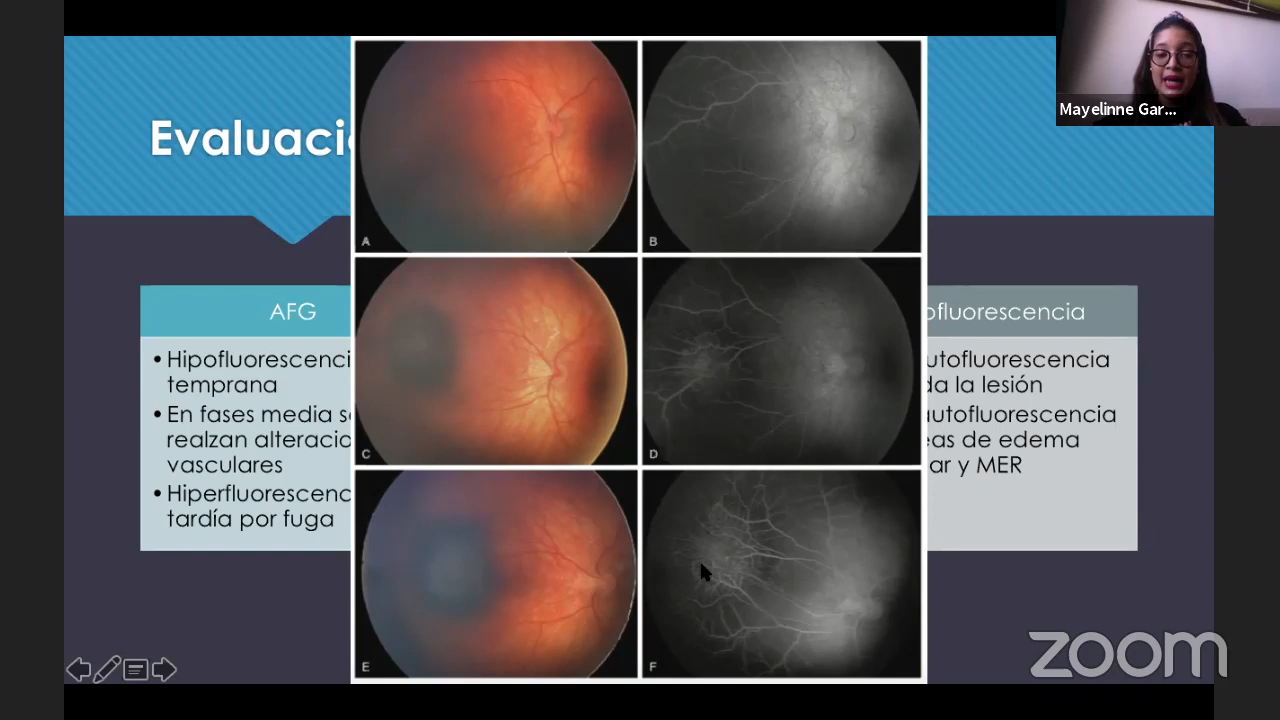 Mayelinne Gar...
Evaluaci
AFG
• Hipofluorescenci
temprana
• En fases media s
realzan alteracio
vasculares
• Hiperfluorescenc
tardía por fuga
ofluorescencia
utofluorescencia
da la lesión
autofluorescencia
eas de edema
ar y MER
A
B
C
D
E
F
zoom